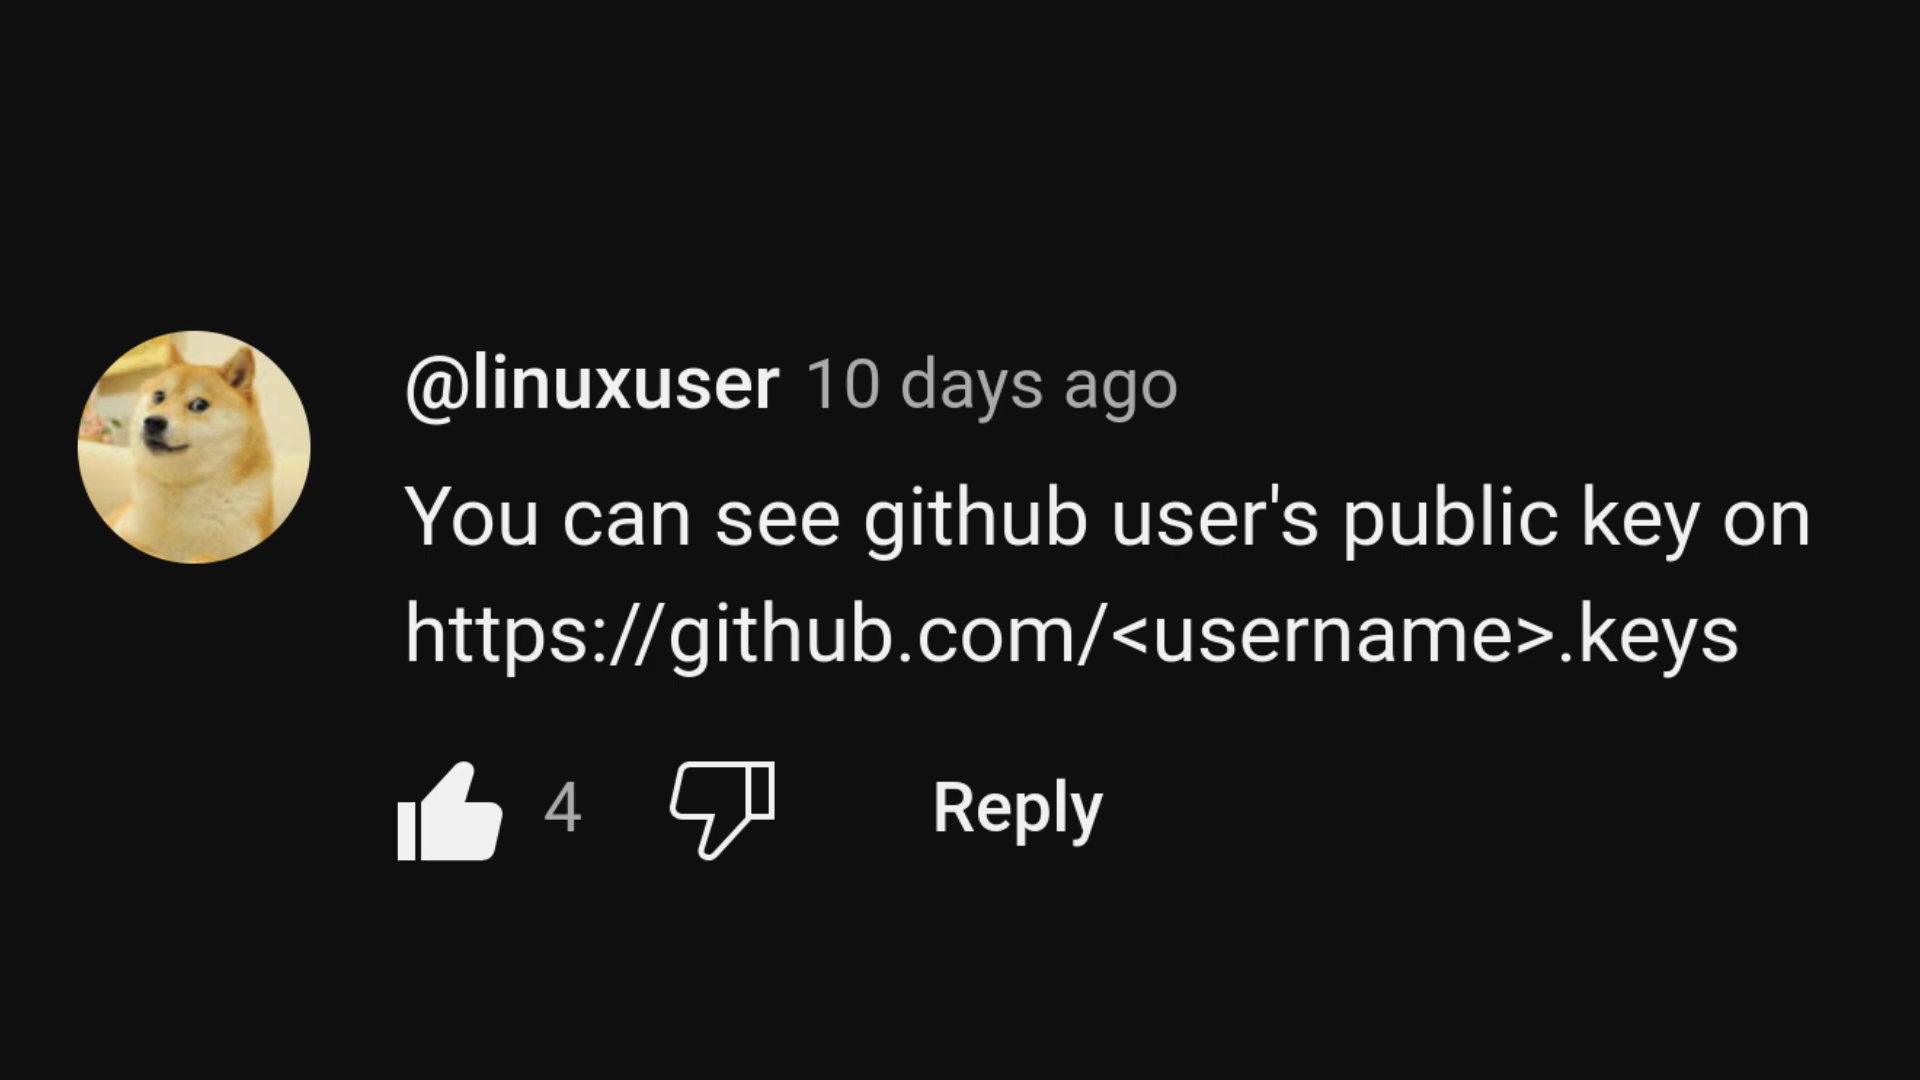 @linuxuser 10 days ago
You can see github user's public key on
https://github.com/<username>.keys
4 Reply